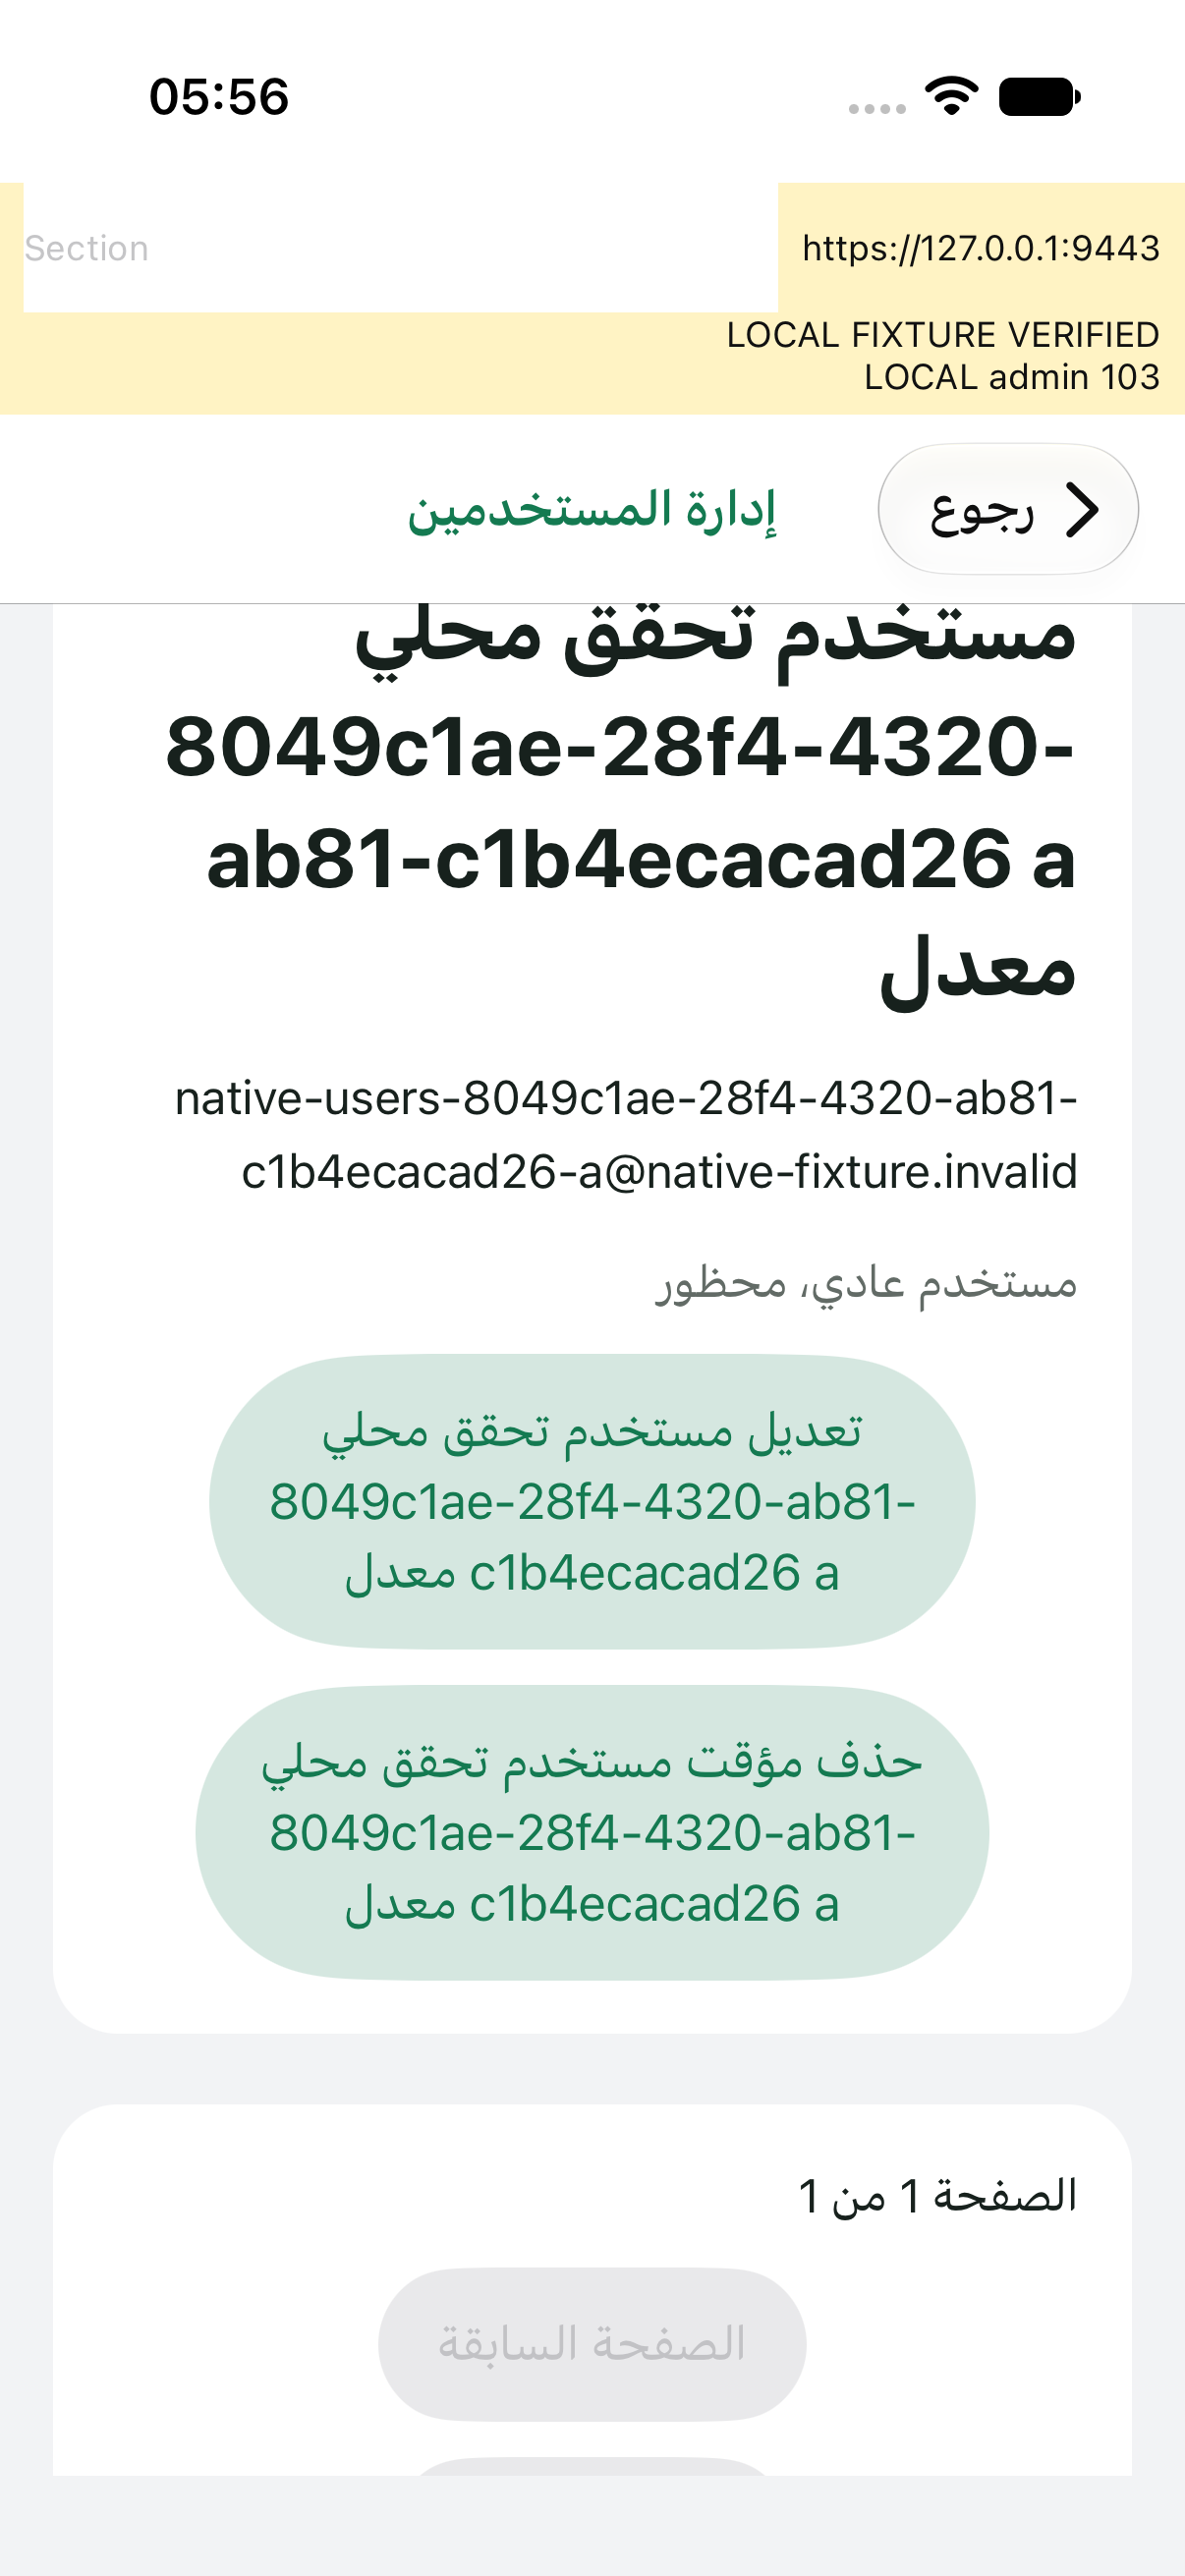 05:56
https://127.0.0.1:9443
Section
LOCAL FIXTURE VERIFIED
LOCAL admin 103
رجوع
إدارة المستخدمين
مستخدم تحقق محلي
8049c1ae-28f4-4320-
ab81-c1b4ecacad26 a
معدل
native-users-8049c1ae-28f4-4320-ab81-
c1b4ecacad26-a@native-fixture.invalid
مستخدم عادي، محظور
تعديل مستخدم تحقق محلي
8049c1ae-28f4-4320-ab81-
c1b4ecacad26 a معدل
حذف مؤقت مستخدم تحقق محلي
8049c1ae-28f4-4320-ab81-
c1b4ecacad26 a معدل
الصفحة 1 من 1
الصفحة السابقة